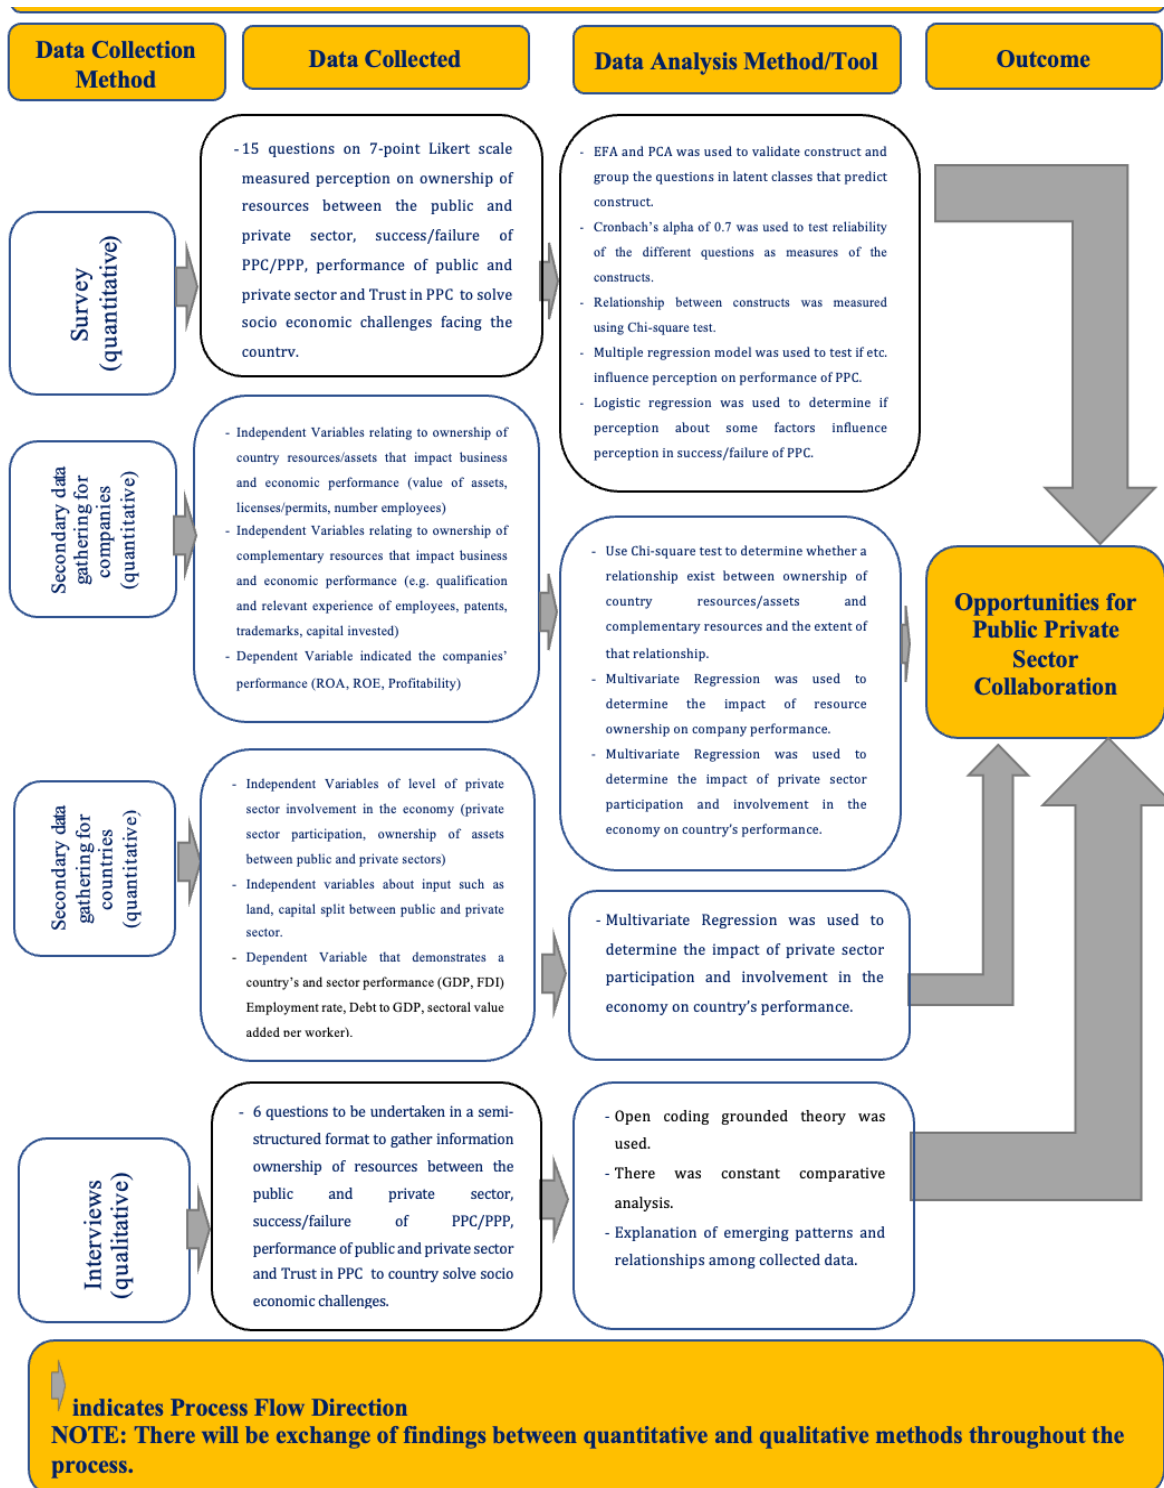 Data Collection
Method
Data Collected
Data Analysis Method/Tool
Outcome
Survey
(quantitative)
- 15 questions on 7-point Likert scale
measured perception on ownership of
resources between the public and
private sector, success/failure of
PPC/PPP, performance of public and
private sector and Trust in PPC to solve
socio economic challenges facing the
country.
- EFA and PCA was used to validate construct and
group the questions in latent classes that predict
construct.
- Cronbach's alpha of 0.7 was used to test reliability
of the different questions as measures of the
constructs.
- Relationship between constructs was measured
using Chi-square test.
- Multiple regression model was used to test if etc.
influence perception on performance of PPC.
- Logistic regression was used to determine if
perception about some factors influence
perception in success/failure of PPC.
Secondary data
gathering for
companies
(quantitative)
- Independent Variables relating to ownership of
country resources/assets that impact business
and economic performance (value of assets,
licenses/permits, number employees)
- Independent Variables relating to ownership of
complementary resources that impact business
and economic performance (e.g. qualification
and relevant experience of employees, patents,
trademarks, capital invested)
- Dependent Variable indicated the companies'
performance (ROA, ROE, Profitability)
- Use Chi-square test to determine whether a
relationship exist between ownership of
country resources/assets and
complementary resources and the extent of
that relationship.
- Multivariate Regression was used to
determine the impact of resource
ownership on company performance.
- Multivariate Regression was used to
determine the impact of private sector
participation and involvement in the
economy on country's performance.
Opportunities for
Public Private
Sector
Collaboration
Secondary data
gathering for
countries
(quantitative)
- Independent Variables of level of private
sector involvement in the economy (private
sector participation, ownership of assets
between public and private sectors)
- Independent variables about input such as
land, capital split between public and private
sector.
- Dependent Variable that demonstrates a
country's and sector performance (GDP, FDI)
Employment rate, Debt to GDP, sectoral value
added per worker).
- Multivariate Regression was used to
determine the impact of private sector
participation and involvement in the
economy on country's performance.
Interviews
(qualitative)
- 6 questions to be undertaken in a semi-
structured format to gather information
ownership of resources between the
public and private sector,
success/failure of PPC/PPP,
performance of public and private sector
and Trust in PPC to country solve socio
economic challenges.
- Open coding grounded theory was
used.
- There was constant comparative
analysis.
- Explanation of emerging patterns and
relationships among collected data.
indicates Process Flow Direction
NOTE: There will be exchange of findings between quantitative and qualitative methods throughout the
process.